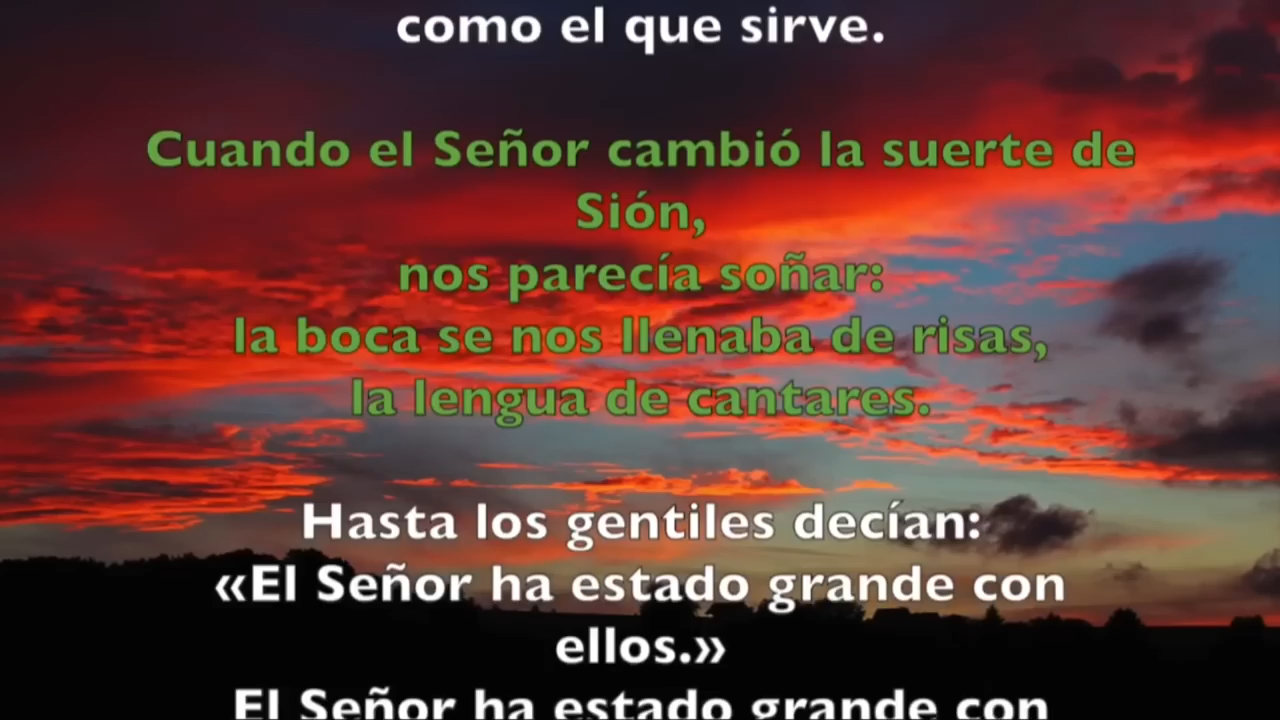 como el que sirve.
Cuando el Señor cambió la suerte de
Sión,
nos parecía soñar:
la boca se nos llenaba de risas,
la lengua de cantares.
Hasta los gentiles decían:
«El Señor ha estado grande con
ellos.»
El Señor ha estado grande con